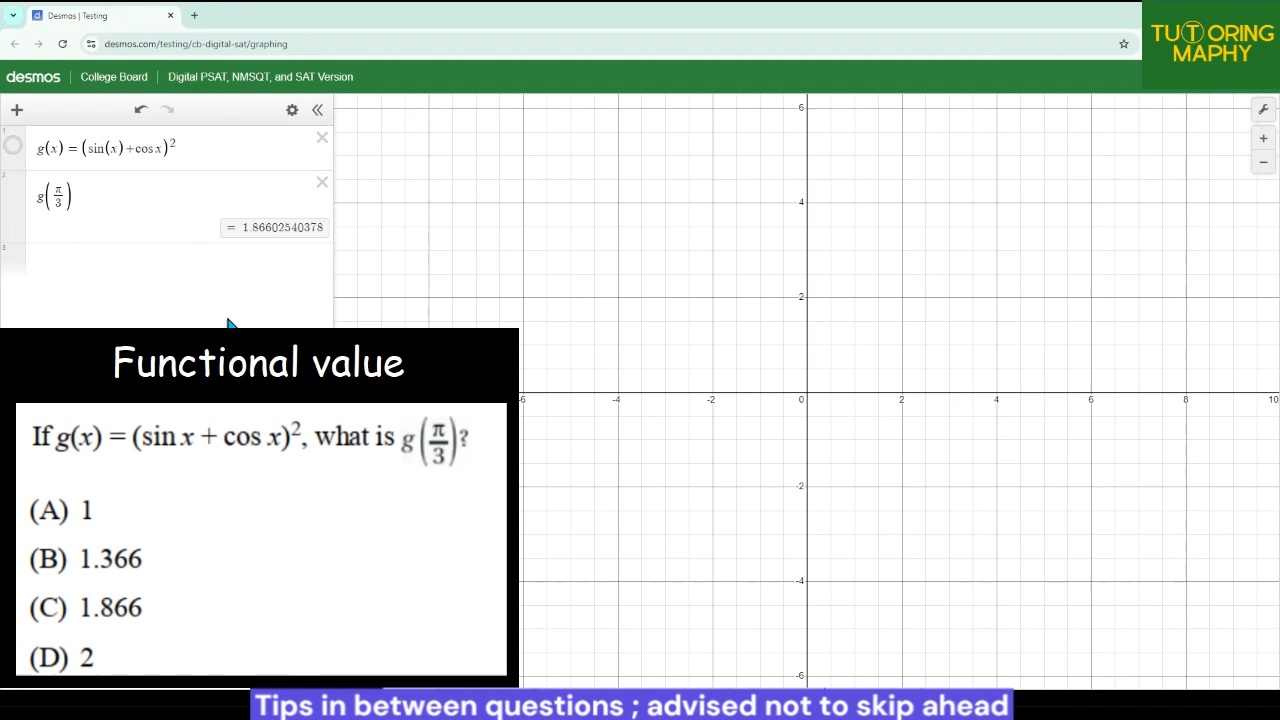 Desmos | Testing
desmos.com/testing/cb-digital-sat/graphing
TUTORING
MAPHY
desmos
College Board
Digital PSAT, NMSQT, and SAT Version
1
g(x) = (sin(x)+cos x)²
2
g(π/3)
= 1.86602540378
3
6
4
2
-6
-4
-2
0
2
4
6
8
10
-2
-4
-6
Functional value
If g(x) = (sin x + cos x)², what is g(π/3)?
(A) 1
(B) 1.366
(C) 1.866
(D) 2
Tips in between questions ; advised not to skip ahead